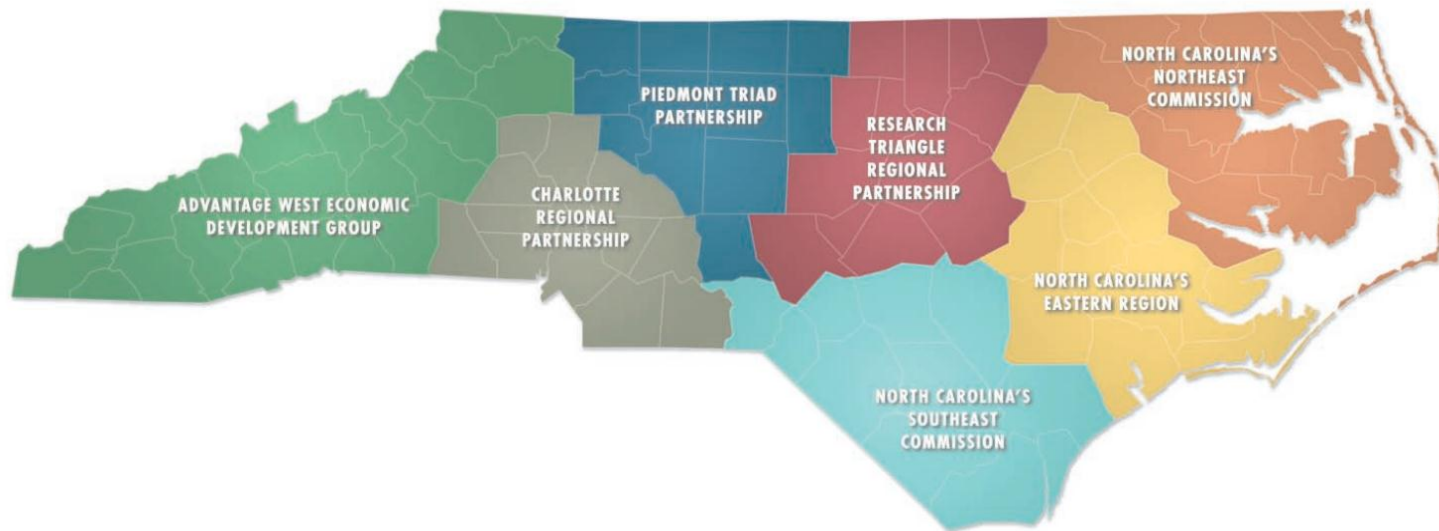 ADVANTAGE WEST ECONOMIC
DEVELOPMENT GROUP
CHARLOTTE
REGIONAL
PARTNERSHIP
PIEDMONT TRIAD
PARTNERSHIP
RESEARCH
TRIANGLE
REGIONAL
PARTNERSHIP
NORTH CAROLINA'S
NORTHEAST
COMMISSION
NORTH CAROLINA'S
EASTERN REGION
NORTH CAROLINA'S
SOUTHEAST
COMMISSION